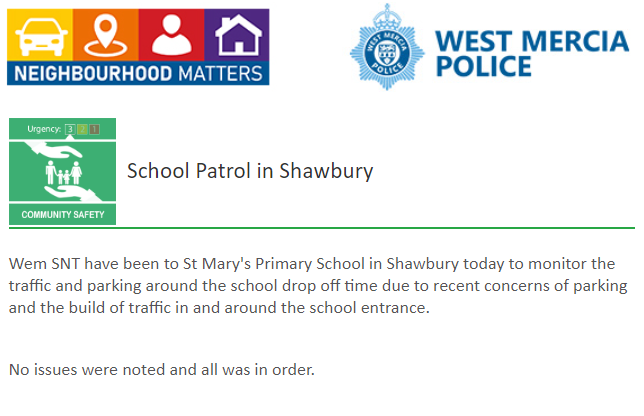 NEIGHBOURHOOD MATTERS
WEST MERCIA
POLICE
WEST MERCIA
POLICE
Urgency: 3 2 1
COMMUNITY SAFETY
School Patrol in Shawbury
Wem SNT have been to St Mary's Primary School in Shawbury today to monitor the
traffic and parking around the school drop off time due to recent concerns of parking
and the build of traffic in and around the school entrance.
No issues were noted and all was in order.